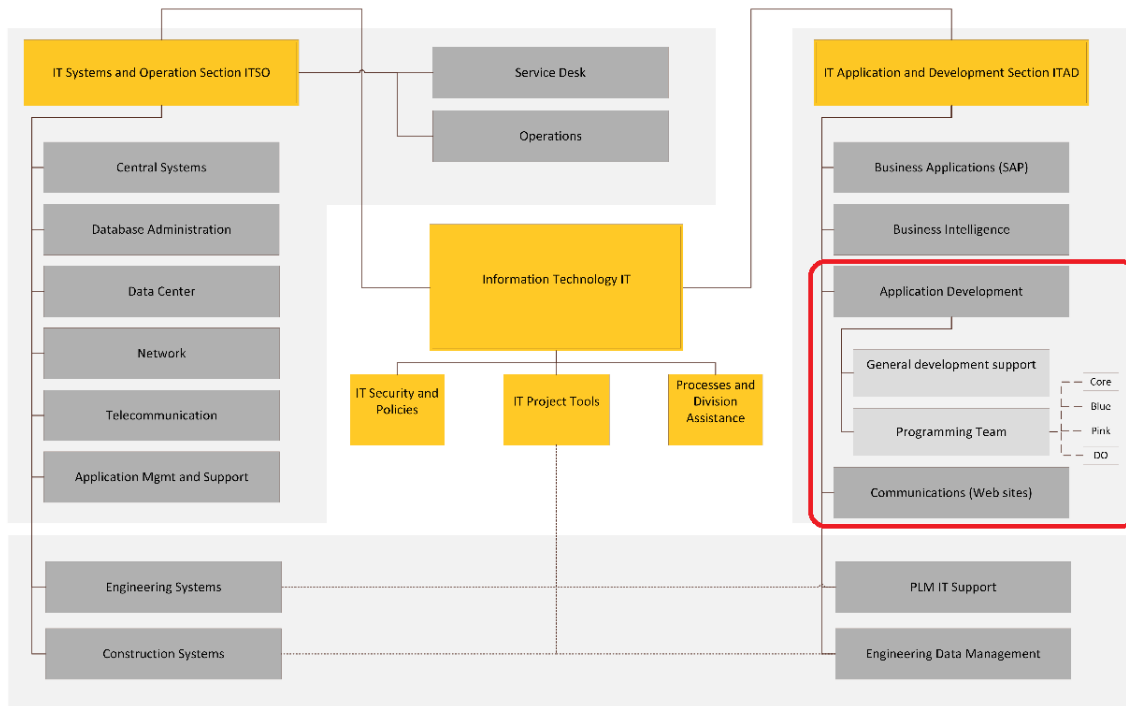 IT Systems and Operation Section ITSO
Service Desk
Operations
Central Systems
Database Administration
Data Center
Network
Telecommunication
Application Mgmt and Support
Information Technology IT
IT Security and
Policies
IT Project Tools
Processes and
Division
Assistance
IT Application and Development Section ITAD
Business Applications (SAP)
Business Intelligence
Application Development
General development support
Programming Team
Core
Blue
Pink
DO
Communications (Web sites)
Engineering Systems
Construction Systems
PLM IT Support
Engineering Data Management